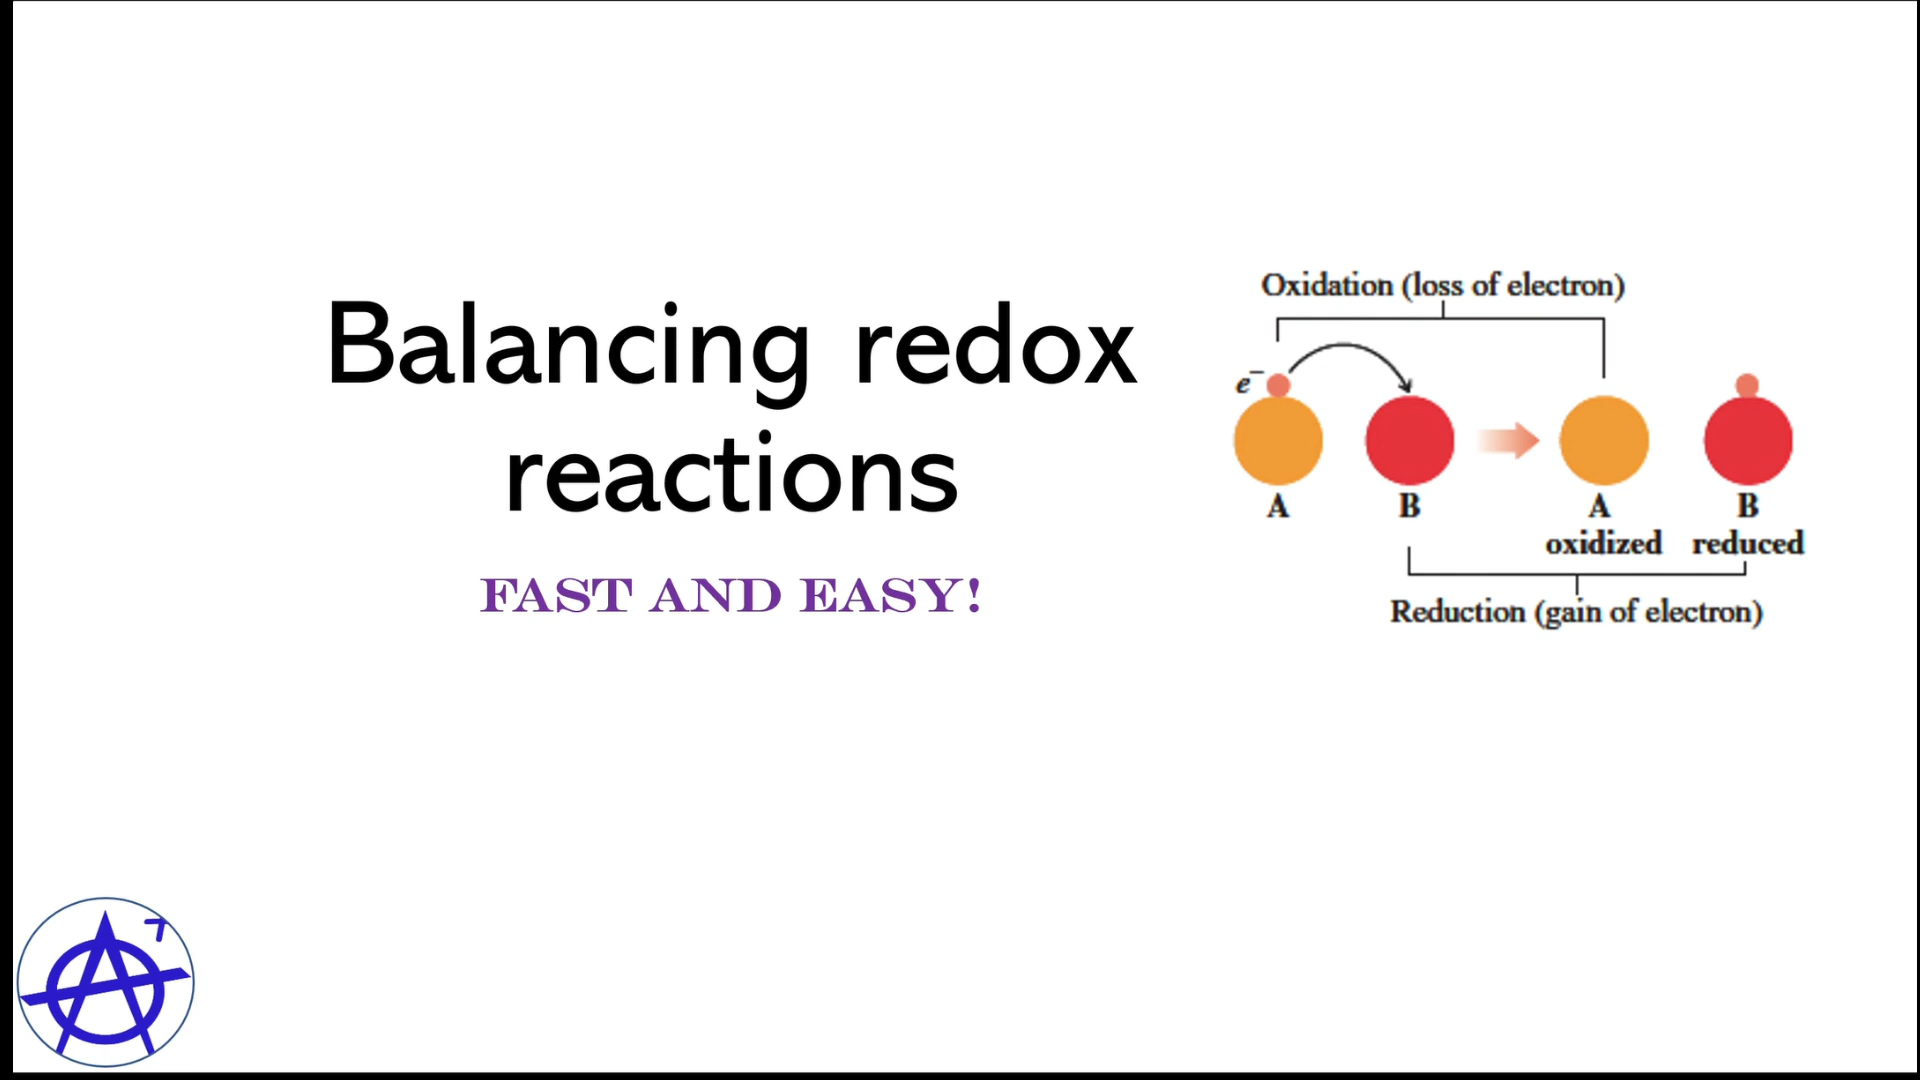 Balancing redox
reactions
FAST AND EASY!
Oxidation (loss of electron)
e⁻
A B A B
oxidized reduced
Reduction (gain of electron)
A